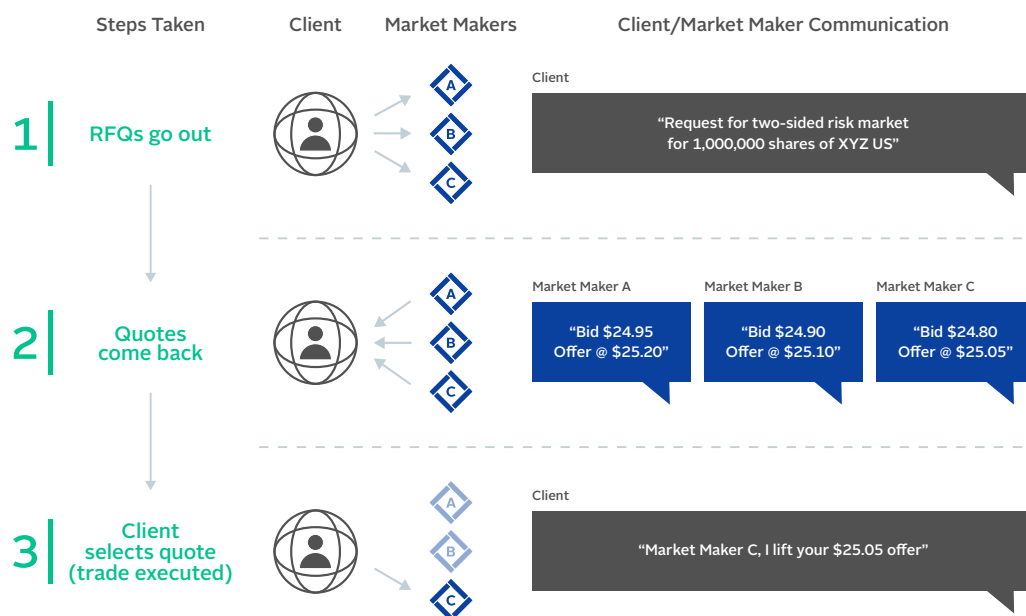 Steps Taken
Client
Market Makers
Client/Market Maker Communication
1
RFQs go out
A
B
C
Client
“Request for two-sided risk market
for 1,000,000 shares of XYZ US”
2
Quotes
come back
A
B
C
Market Maker A
“Bid $24.95
Offer @ $25.20”
Market Maker B
“Bid $24.90
Offer @ $25.10”
Market Maker C
“Bid $24.80
Offer @ $25.05”
3
Client
selects quote
(trade executed)
A
B
C
Client
“Market Maker C, I lift your $25.05 offer”